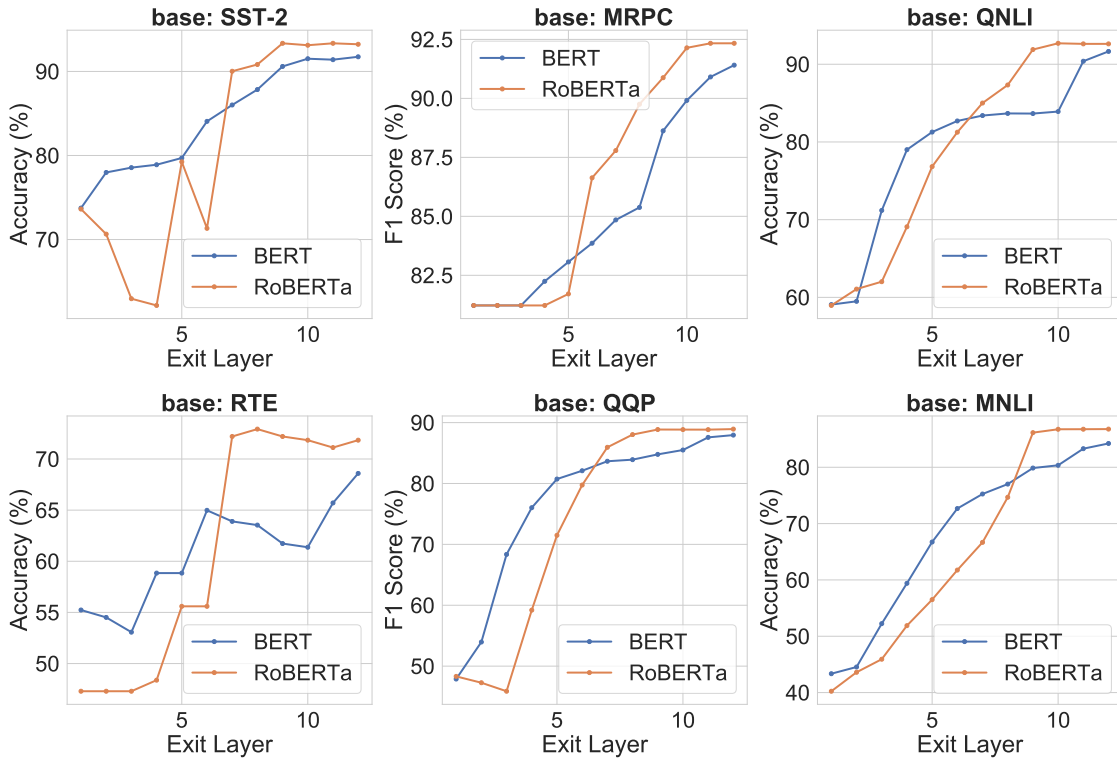 base: SST-2
Accuracy (%)
90
80
70
BERT
RoBERTa
5
10
Exit Layer
base: MRPC
F1 Score (%)
92.5
90.0
87.5
85.0
82.5
BERT
RoBERTa
5
10
Exit Layer
base: QNLI
Accuracy (%)
90
80
70
60
BERT
RoBERTa
5
10
Exit Layer
base: RTE
Accuracy (%)
70
65
60
55
50
BERT
RoBERTa
5
10
Exit Layer
base: QQP
F1 Score (%)
90
80
70
60
50
BERT
RoBERTa
5
10
Exit Layer
base: MNLI
Accuracy (%)
80
70
60
50
40
BERT
RoBERTa
5
10
Exit Layer